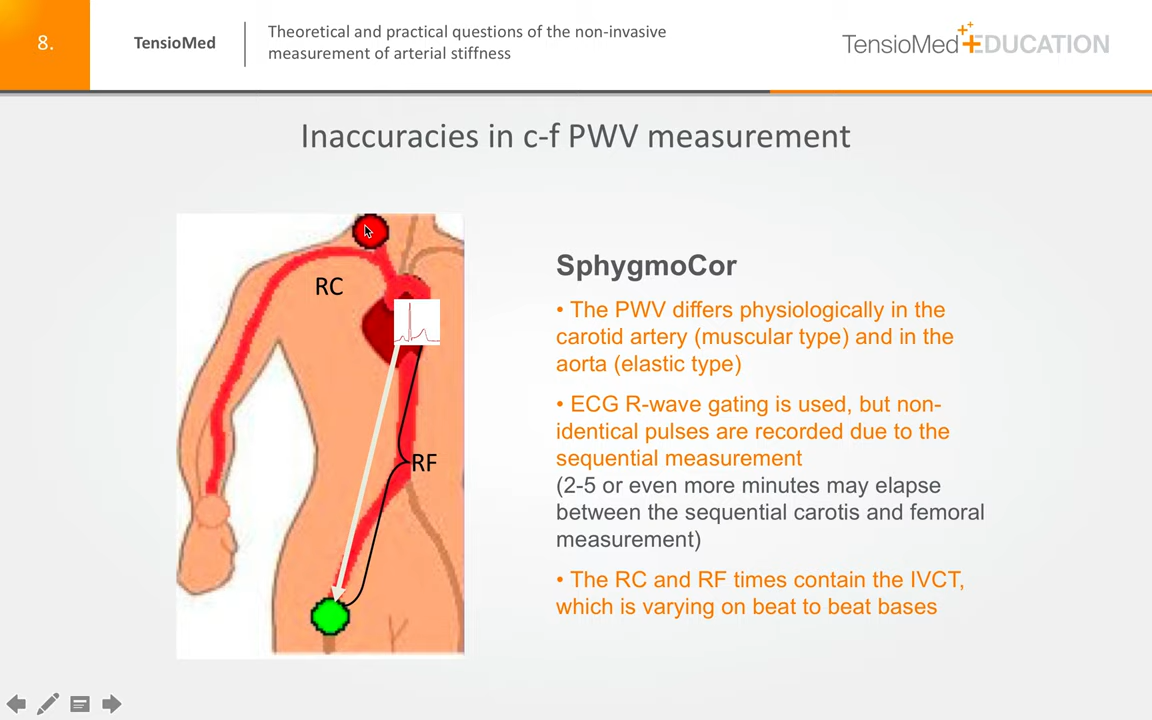 8.
TensioMed
Theoretical and practical questions of the non-invasive
measurement of arterial stiffness
TensioMed EDUCATION
Inaccuracies in c-f PWV measurement
RC
RF
SphygmoCor
• The PWV differs physiologically in the
carotid artery (muscular type) and in the
aorta (elastic type)
• ECG R-wave gating is used, but non-
identical pulses are recorded due to the
sequential measurement
(2-5 or even more minutes may elapse
between the sequential carotis and femoral
measurement)
• The RC and RF times contain the IVCT,
which is varying on beat to beat bases